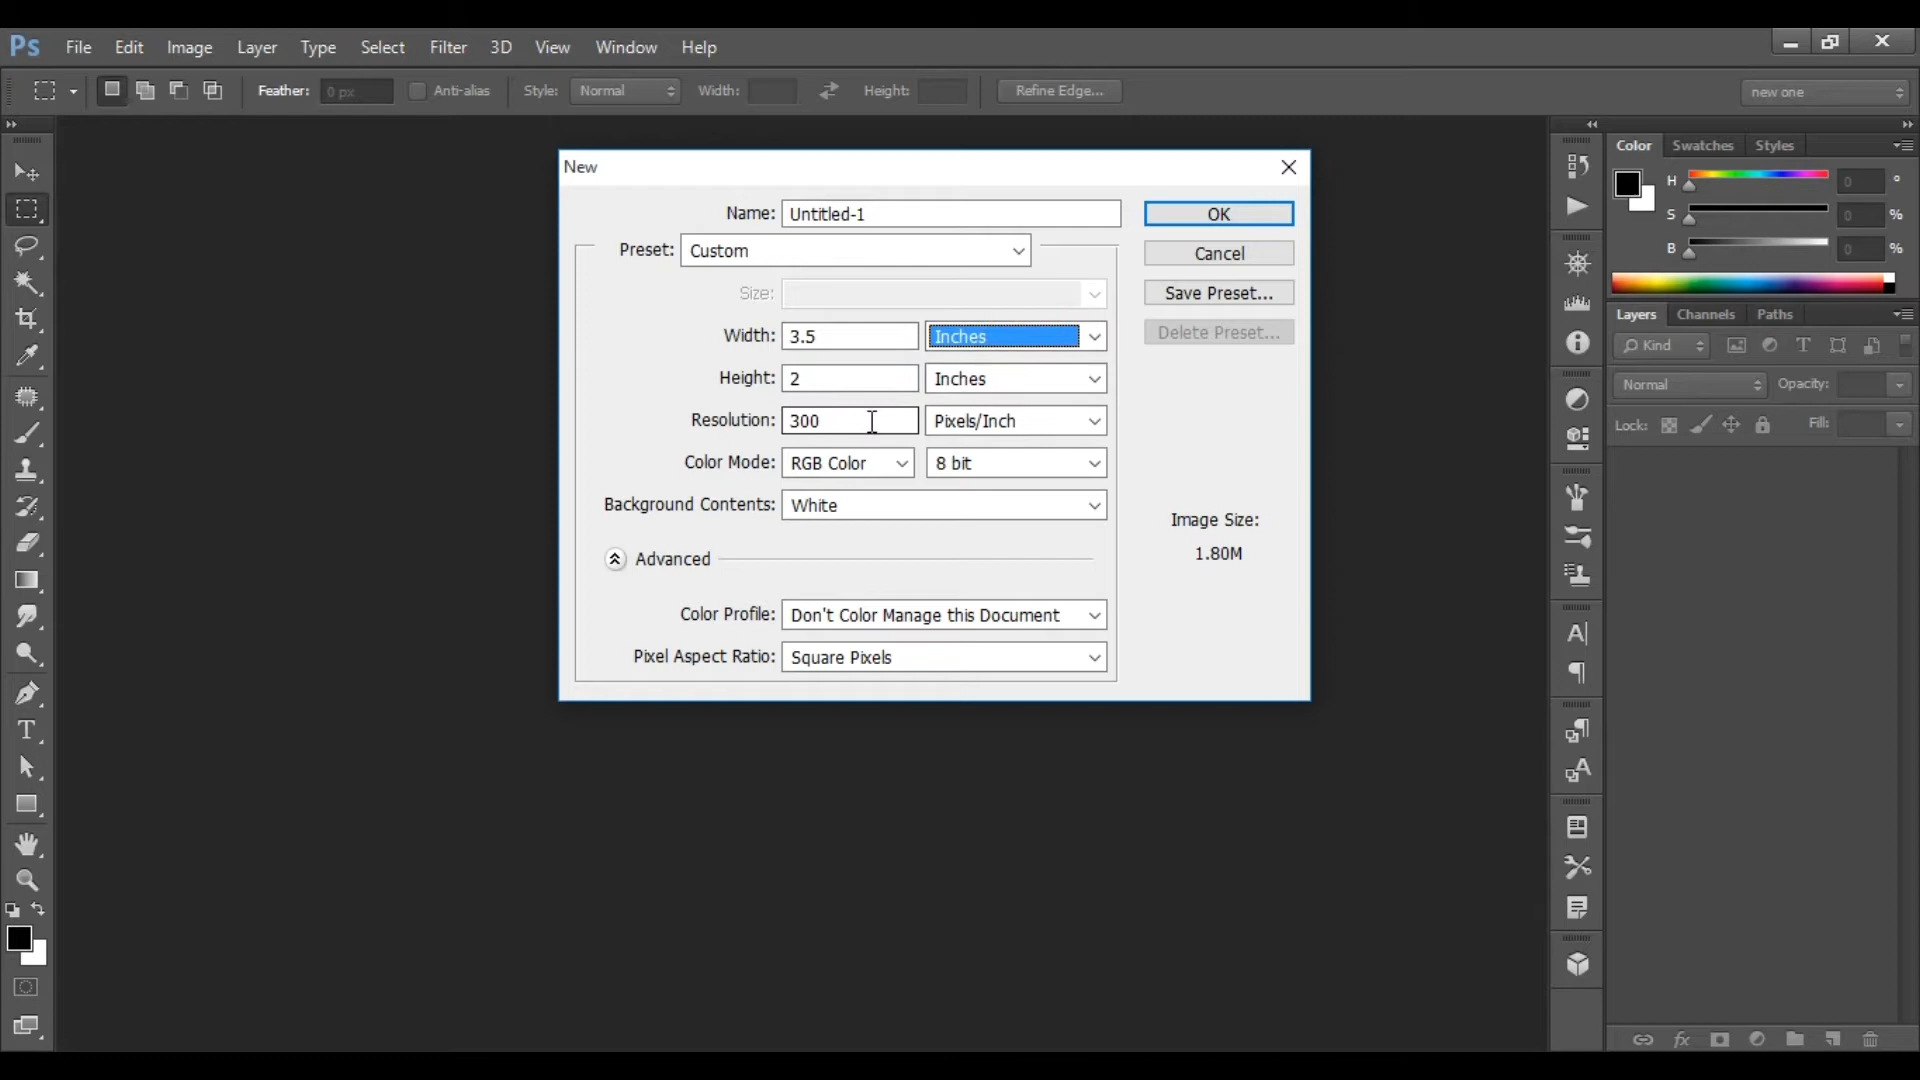 Ps File Edit Image Layer Type Select Filter 3D View Window Help
Feather: 0 px Anti-alias Style: Normal Width: Height: Refine Edge... new one
New
Name: Untitled-1 OK
Preset: Custom Cancel
Size: Save Preset...
Width: 3.5 Inches Delete Preset...
Height: 2 Inches
Resolution: 300 Pixels/Inch
Color Mode: RGB Color 8 bit
Background Contents: White
Image Size:
1.80M
Advanced
Color Profile: Don't Color Manage this Document
Pixel Aspect Ratio: Square Pixels
Color Swatches Styles
H 0 °
S 0 %
B 0 %
Layers Channels Paths
Kind
Normal Opacity:
Lock: Fill: